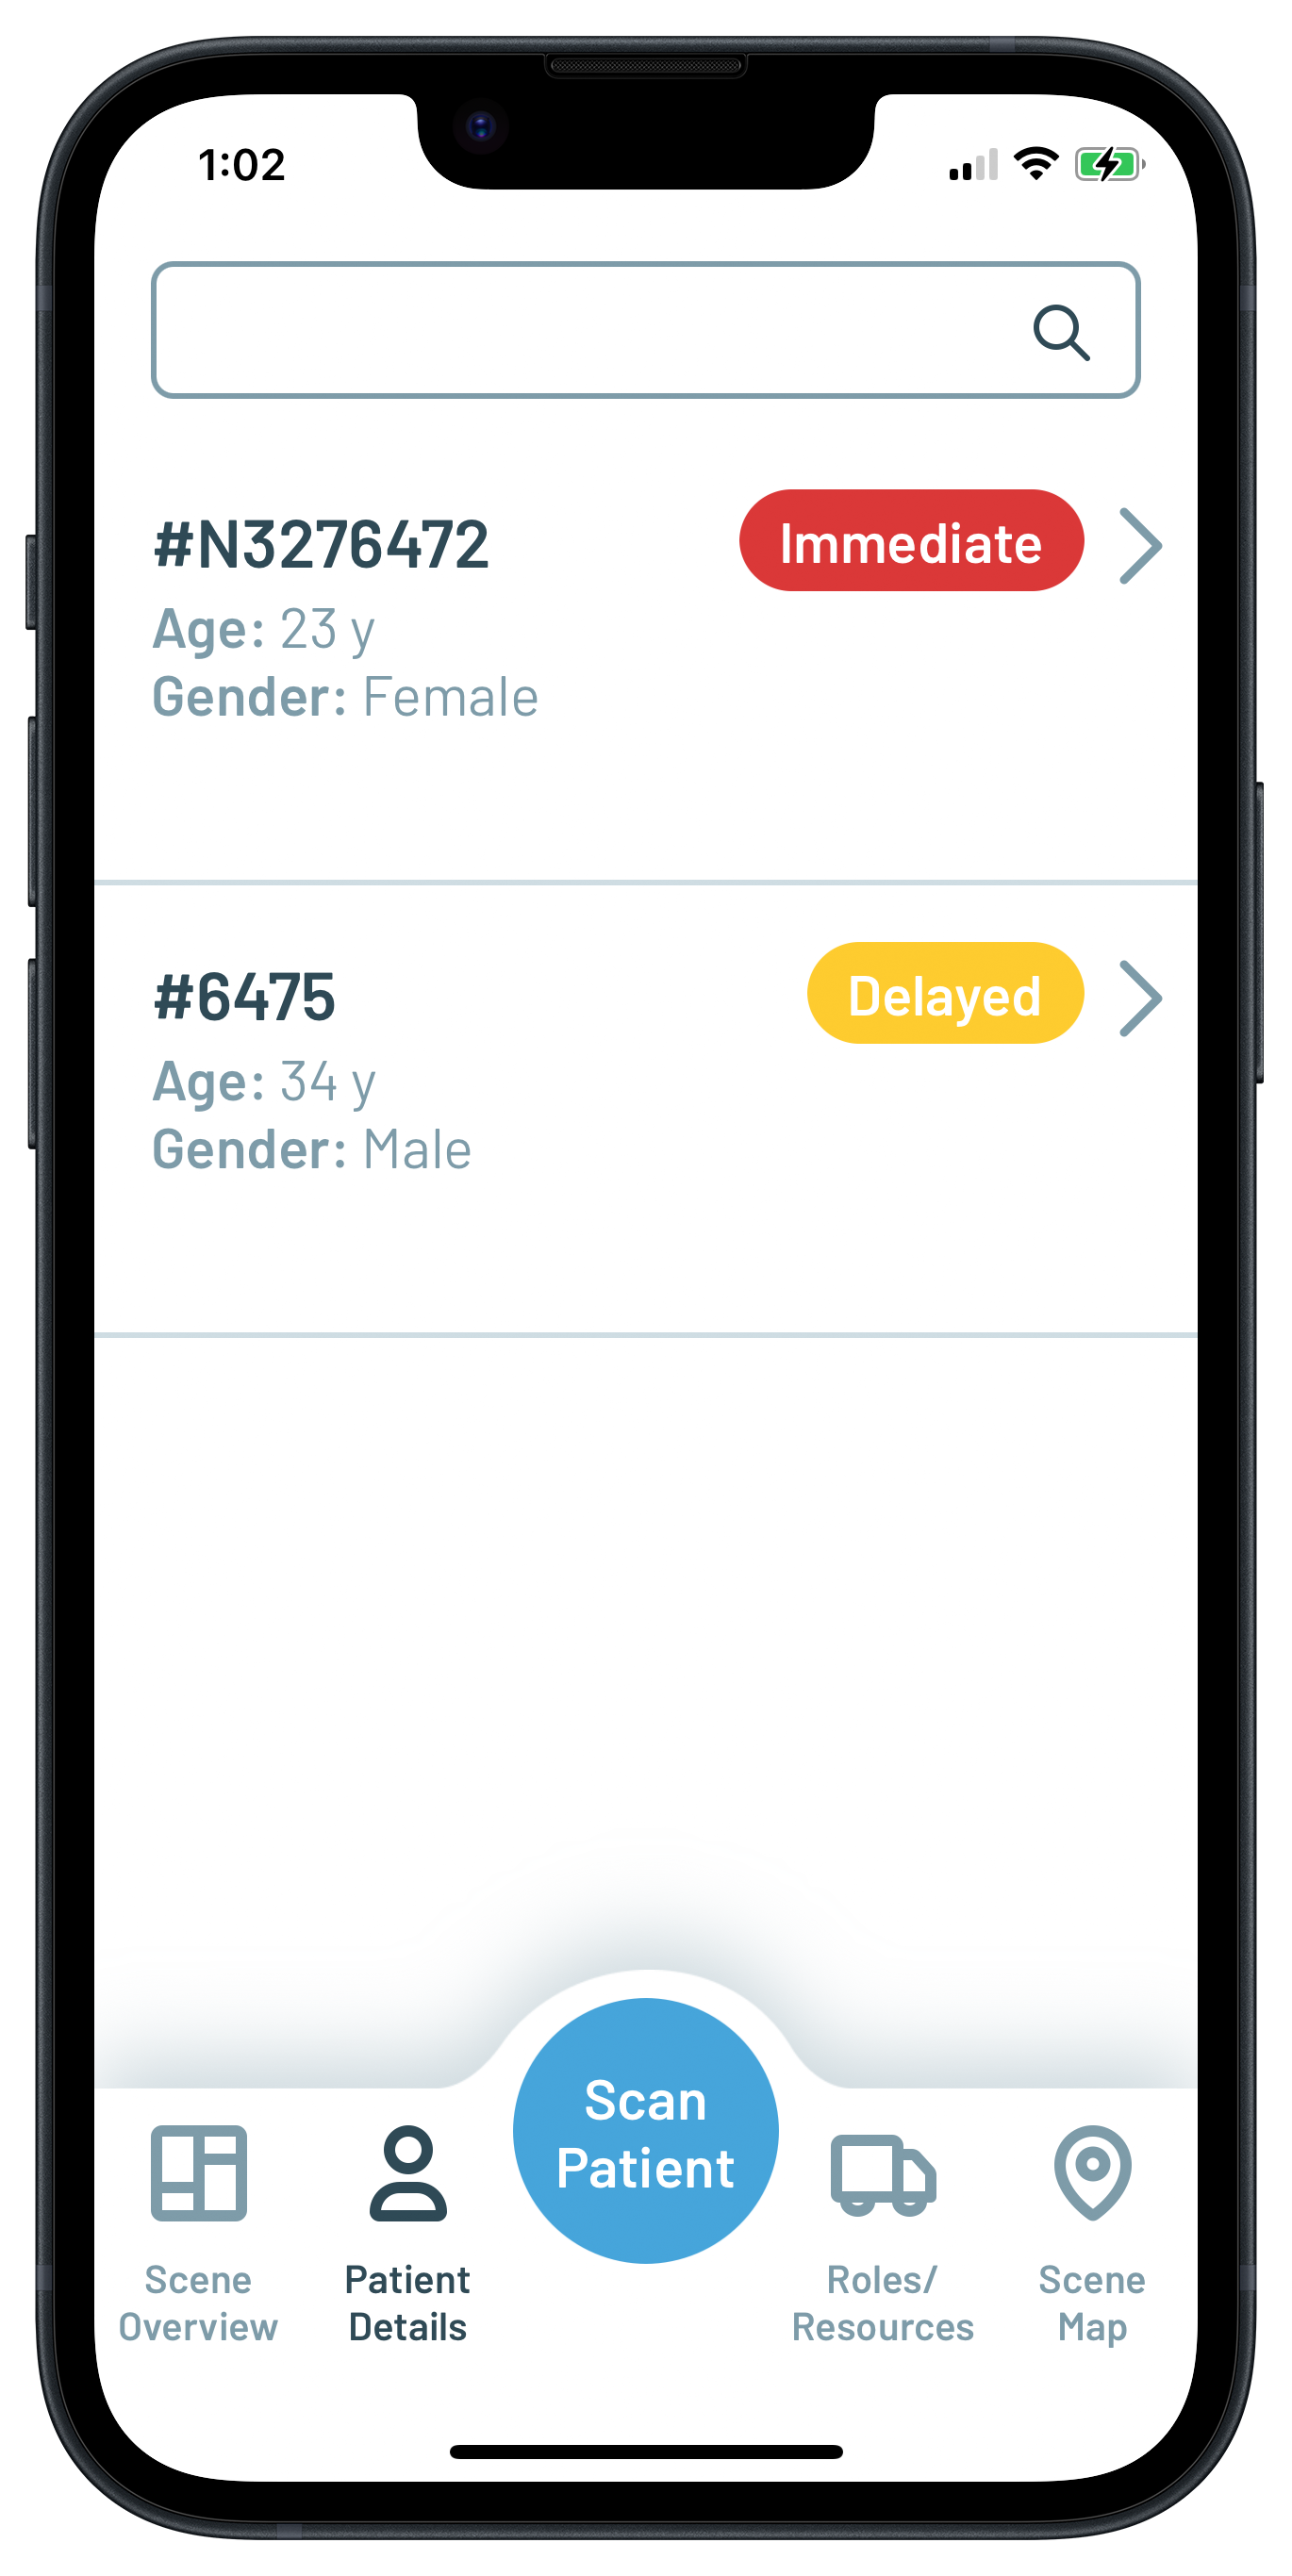 1:02
#N3276472
Immediate
Age: 23 y
Gender: Female
#6475
Delayed
Age: 34 y
Gender: Male
Scan
Patient
Scene
Overview
Patient
Details
Roles/
Resources
Scene
Map